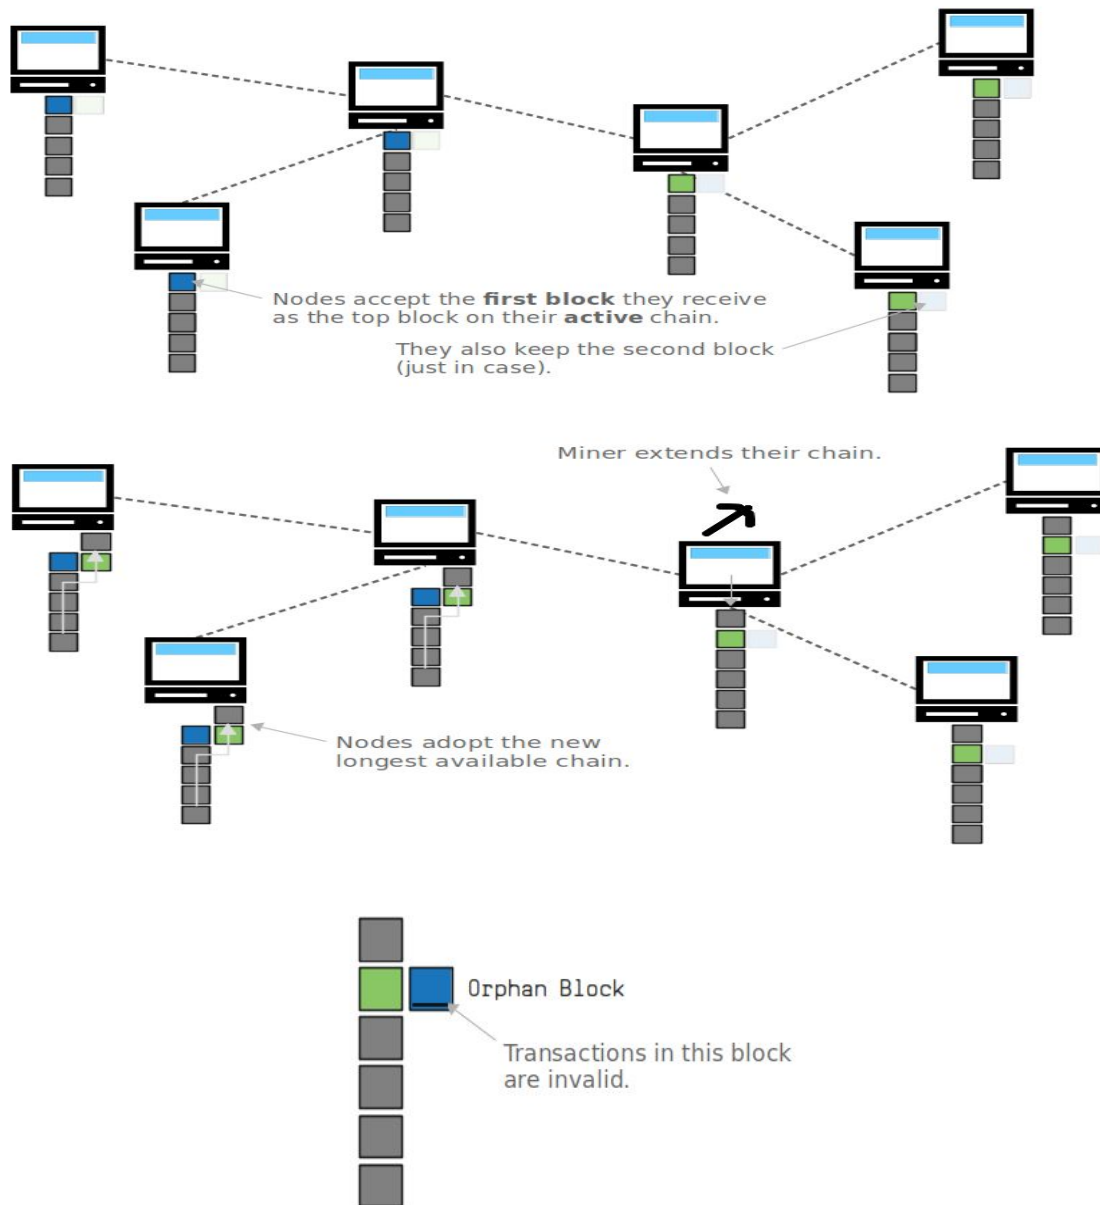 Nodes accept the first block they receive
as the top block on their active chain.
They also keep the second block
(just in case).
Miner extends their chain.
Nodes adopt the new
longest available chain.
Orphan Block
Transactions in this block
are invalid.